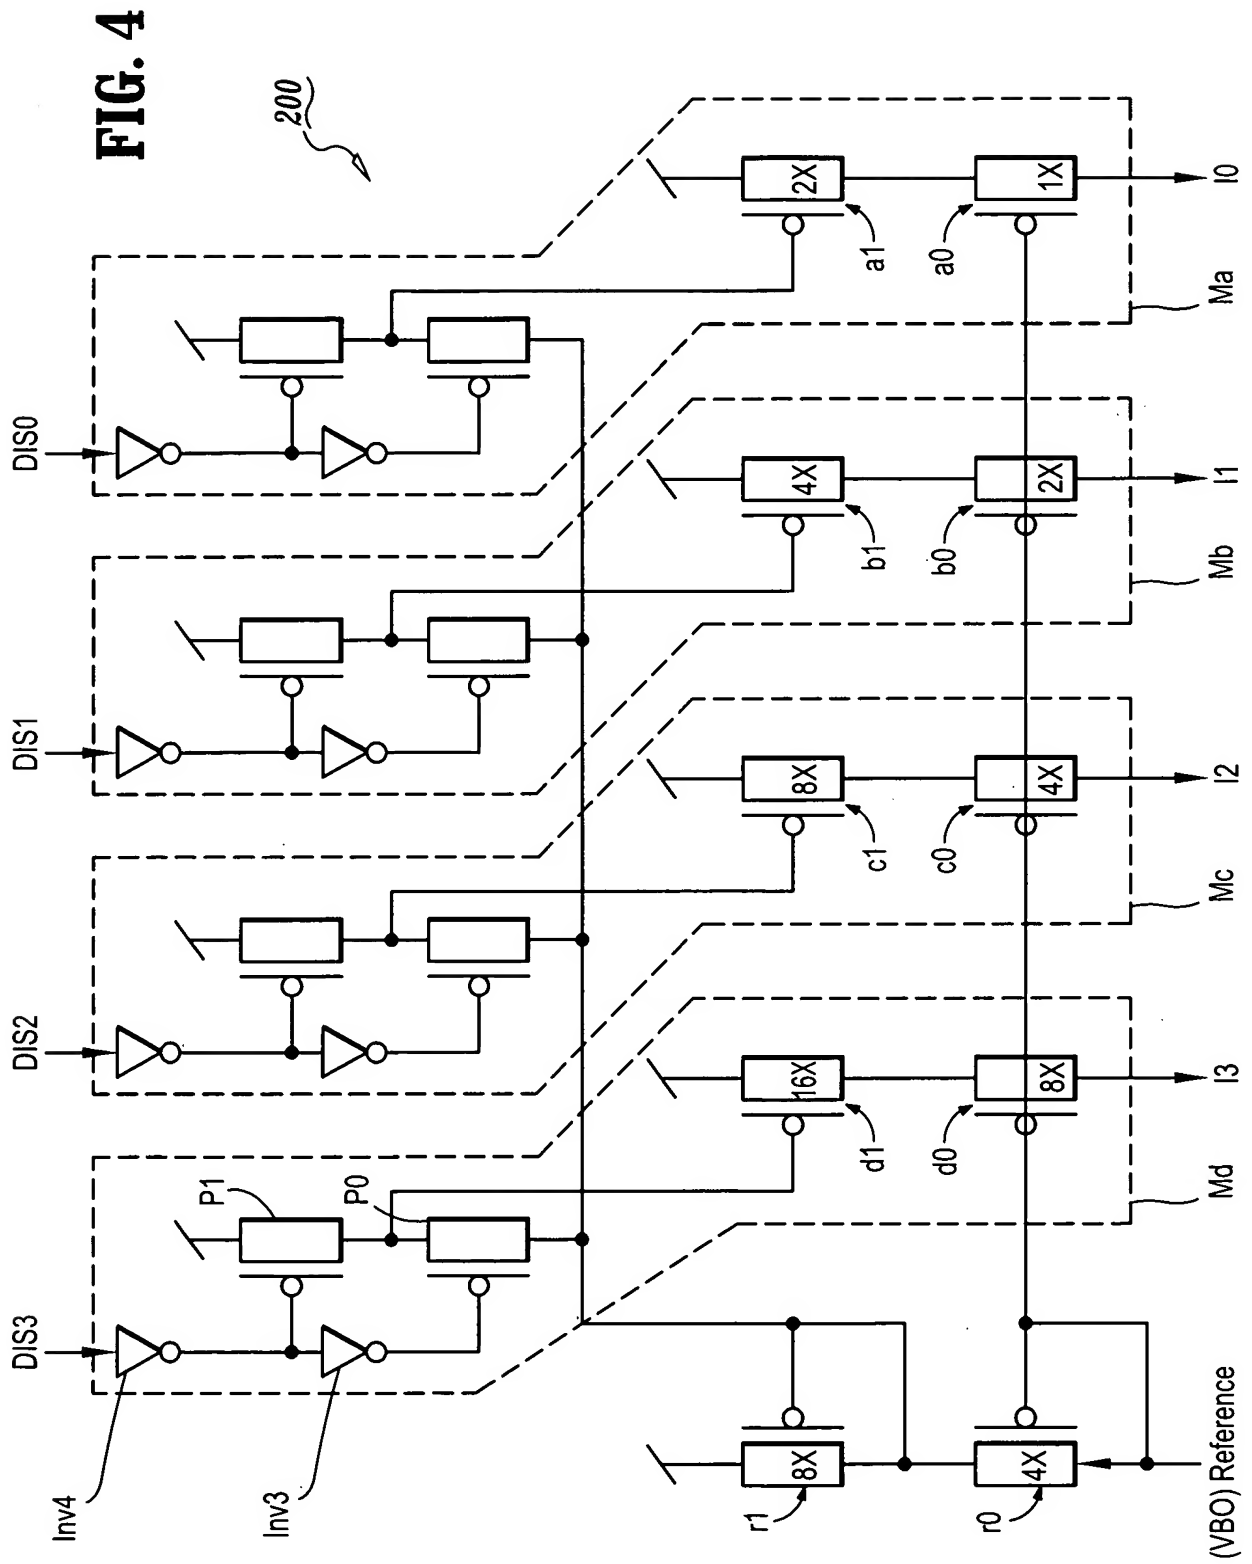 FIG. 4
200
DIS0
DIS1
DIS2
DIS3
P1
P0
Inv4
Inv3
2X
a1
1X
a0
I0
Ma
4X
b1
2X
b0
I1
Mb
8X
c1
4X
c0
I2
Mc
16X
d1
8X
d0
I3
Md
8X
r1
4X
r0
(VBO) Reference